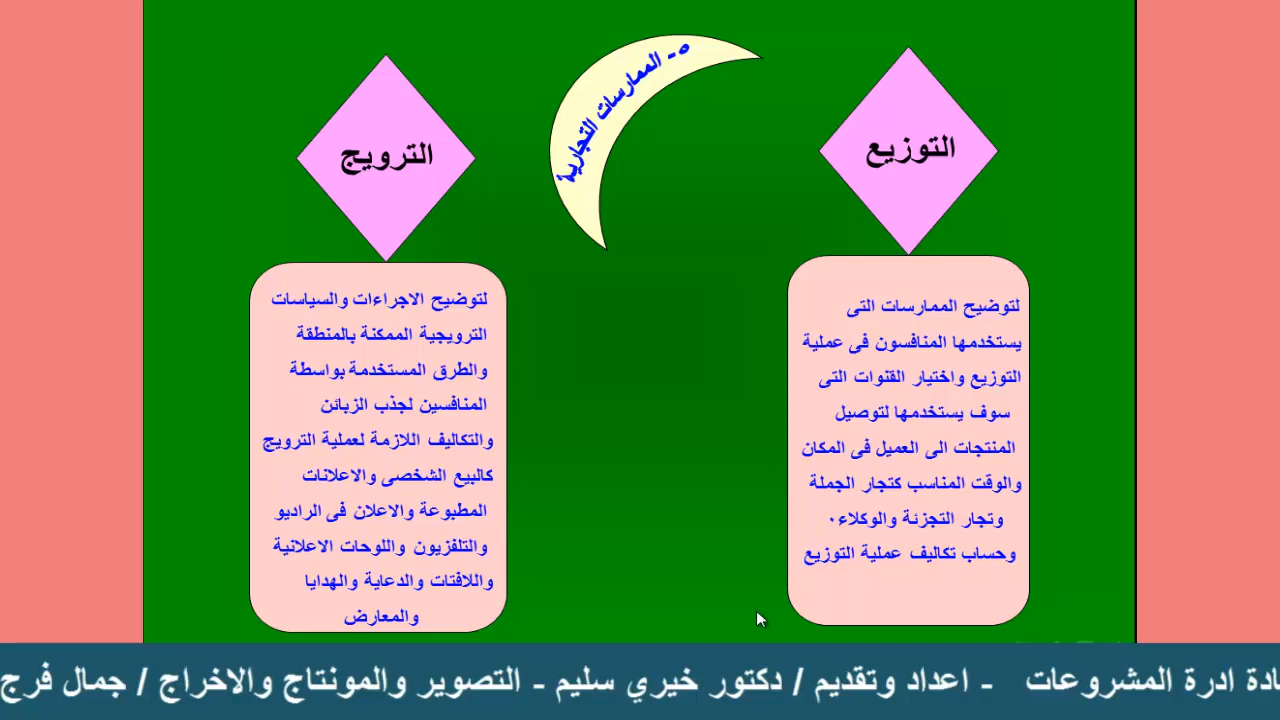 ٥- الممارسات التجارية
التوزيع
لتوضيح الممارسات التى
يستخدمها المنافسون فى عملية
التوزيع واختيار القنوات التى
سوف يستخدمها لتوصيل
المنتجات الى العميل فى المكان
والوقت المناسب كتجار الجملة
وتجار التجزئة والوكلاء٠
وحساب تكاليف عملية التوزيع
الترويج
لتوضيح الاجراءات والسياسات
الترويجية الممكنة بالمنطقة
والطرق المستخدمة بواسطة
المنافسين لجذب الزبائن
والتكاليف اللازمة لعملية الترويج
كالبيع الشخصى والاعلانات
المطبوعة والاعلان فى الراديو
والتلفزيون واللوحات الاعلانية
واللافتات والدعاية والهدايا
والمعارض
ادرة المشروعات - اعداد وتقديم / دكتور خيري سليم - التصوير والمونتاج والاخراج / جمال فرج